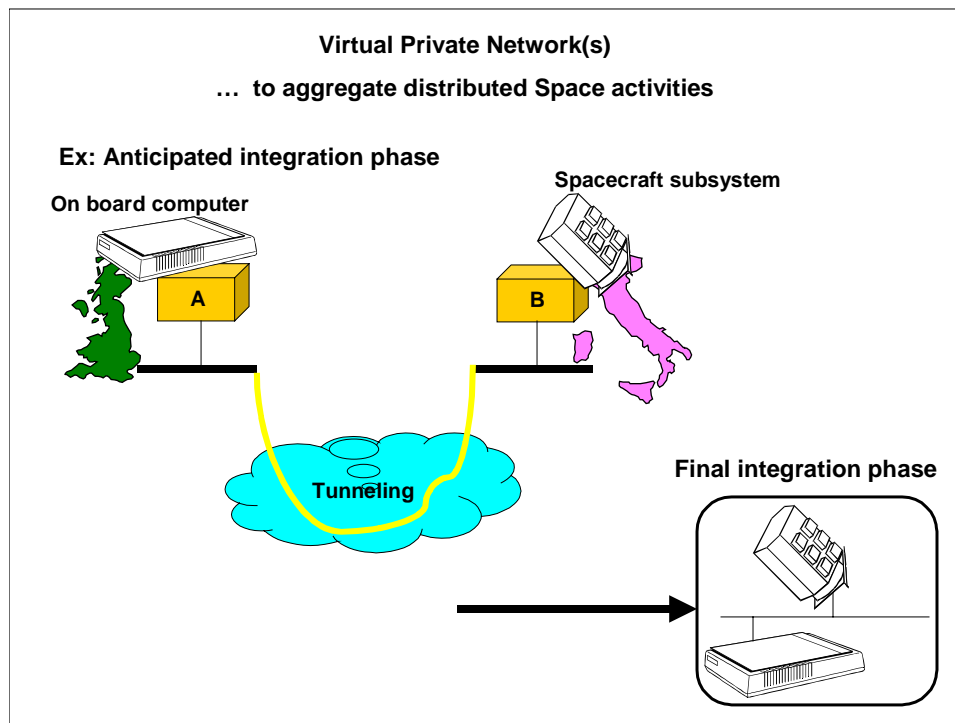 Virtual Private Network(s)
… to aggregate distributed Space activities
Ex: Anticipated integration phase
Spacecraft subsystem
On board computer
A
B
Tunneling
Final integration phase